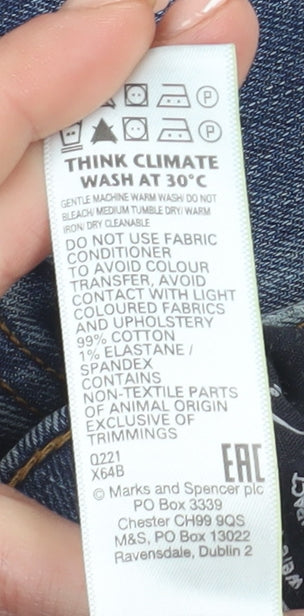 P
P
THINK CLIMATE
WASH AT 30°C
GENTLE MACHINE WARM WASH/ DO NOT
BLEACH/ MEDIUM TUMBLE DRY/ WARM
IRON/ DRY CLEANABLE
DO NOT USE FABRIC
CONDITIONER
TO AVOID COLOUR
TRANSFER, AVOID
CONTACT WITH LIGHT
COLOURED FABRICS
AND UPHOLSTERY
99% COTTON
1% ELASTANE /
SPANDEX
CONTAINS
NON-TEXTILE PARTS
OF ANIMAL ORIGIN
EXCLUSIVE OF
TRIMMINGS
Q221
X64B
EAC
© Marks and Spencer plc
PO Box 3339
Chester CH99 9QS
M&S, PO Box 13022
Ravensdale, Dublin 2